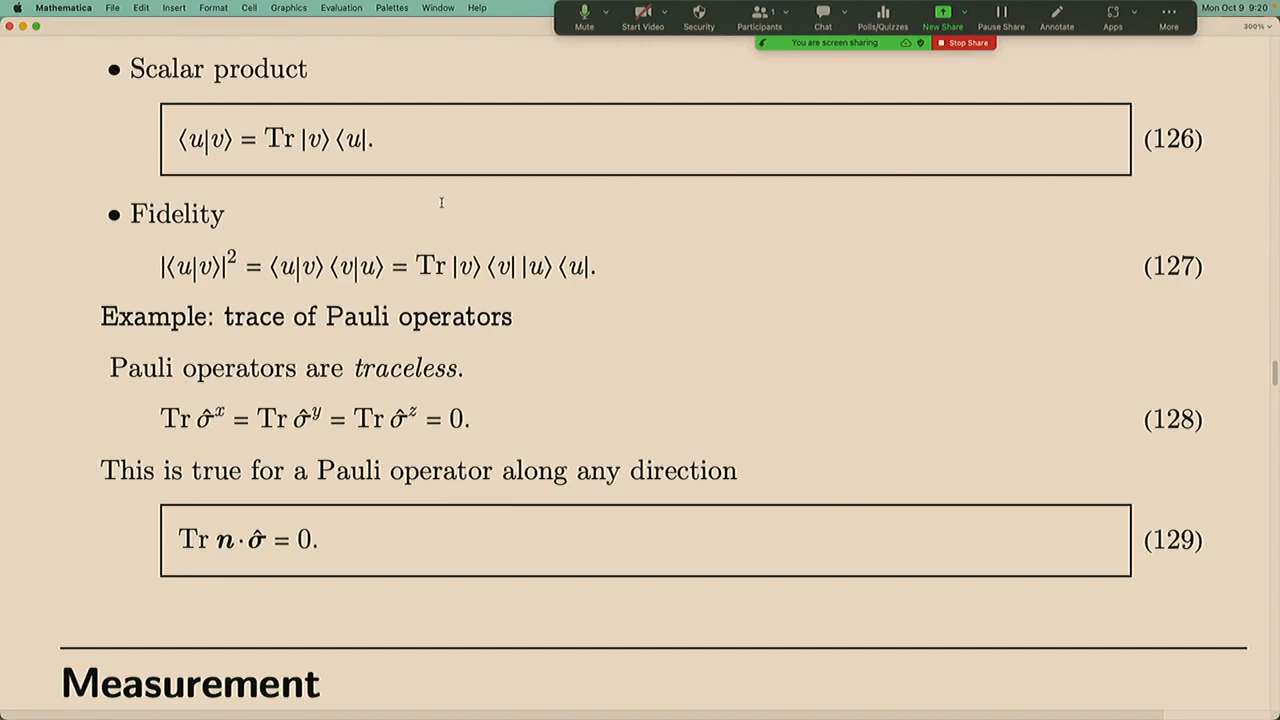 Mathematica File Edit Insert Format Cell Graphics Evaluation Palettes Window Help Mon Oct 9 9:20
Mute Start Video Security Participants 1 Chat Polls/Quizzes New Share Pause Share Annotate Apps More
300%
You are screen sharing Stop Share
• Scalar product
⟨u|v⟩ = Tr |v⟩ ⟨u|. (126)
• Fidelity
|⟨u|v⟩|² = ⟨u|v⟩ ⟨v|u⟩ = Tr |v⟩ ⟨v| |u⟩ ⟨u|. (127)
Example: trace of Pauli operators
Pauli operators are traceless.
Tr σ̂ˣ = Tr σ̂ʸ = Tr σ̂ᶻ = 0. (128)
This is true for a Pauli operator along any direction
Tr n · σ̂ = 0. (129)
Measurement